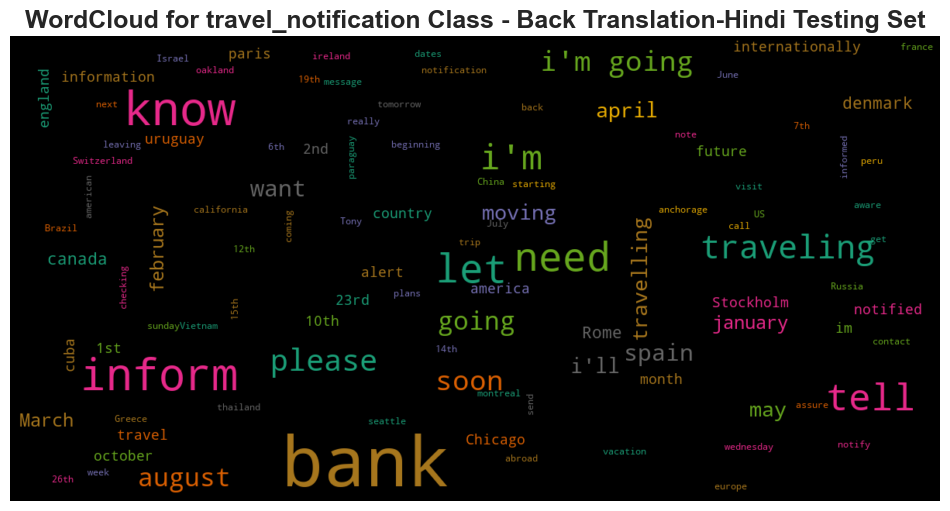 WordCloud for travel_notification Class - Back Translation-Hindi Testing Set
Israel paris ireland dates i'm going internationally france
england information oakland 19th message notification June
next know tomorrow back april denmark
uruguay really note 7th
leaving 6th 2nd paraguay beginning i'm future informed
Switzerland peru
american want China starting visit
california country moving anchorage US aware
Brazil february coming Tony July call
12th trip need travelling traveling get
canada checking alert let
plans america Russia
15th 23rd Stockholm notified
sunday Vietnam 10th going january im
cuba 1st 14th Rome contact
inform please i'll spain
soon month
montreal tell
March Greece thailand send may assure
travel seattle
october Chicago wednesday notify
week bank abroad vacation
26th august europe